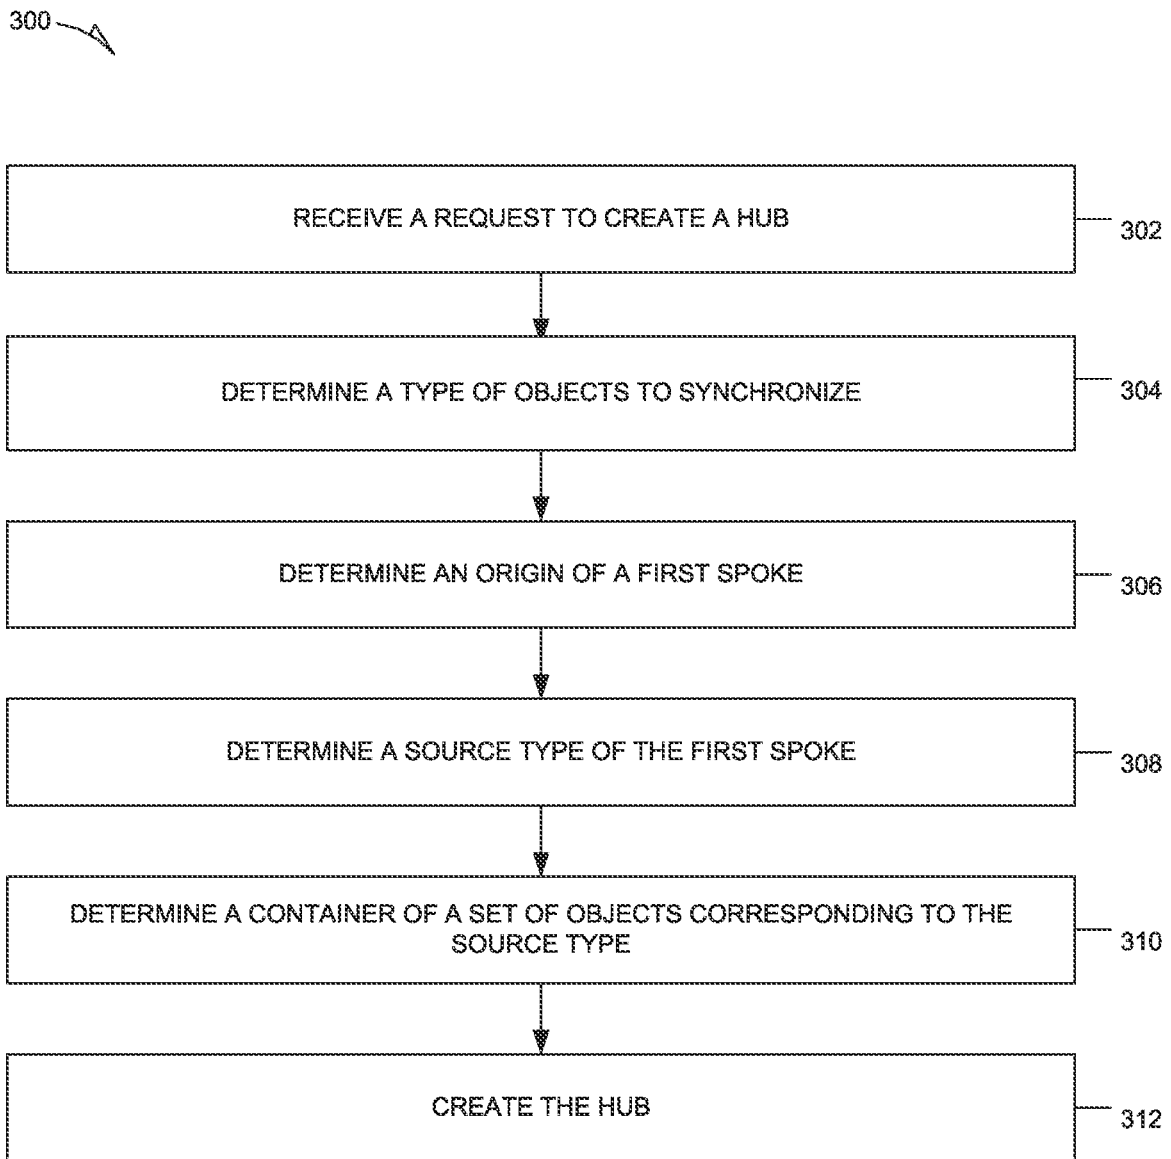 300
RECEIVE A REQUEST TO CREATE A HUB
302
DETERMINE A TYPE OF OBJECTS TO SYNCHRONIZE
304
DETERMINE AN ORIGIN OF A FIRST SPOKE
306
DETERMINE A SOURCE TYPE OF THE FIRST SPOKE
308
DETERMINE A CONTAINER OF A SET OF OBJECTS CORRESPONDING TO THE
SOURCE TYPE
310
CREATE THE HUB
312